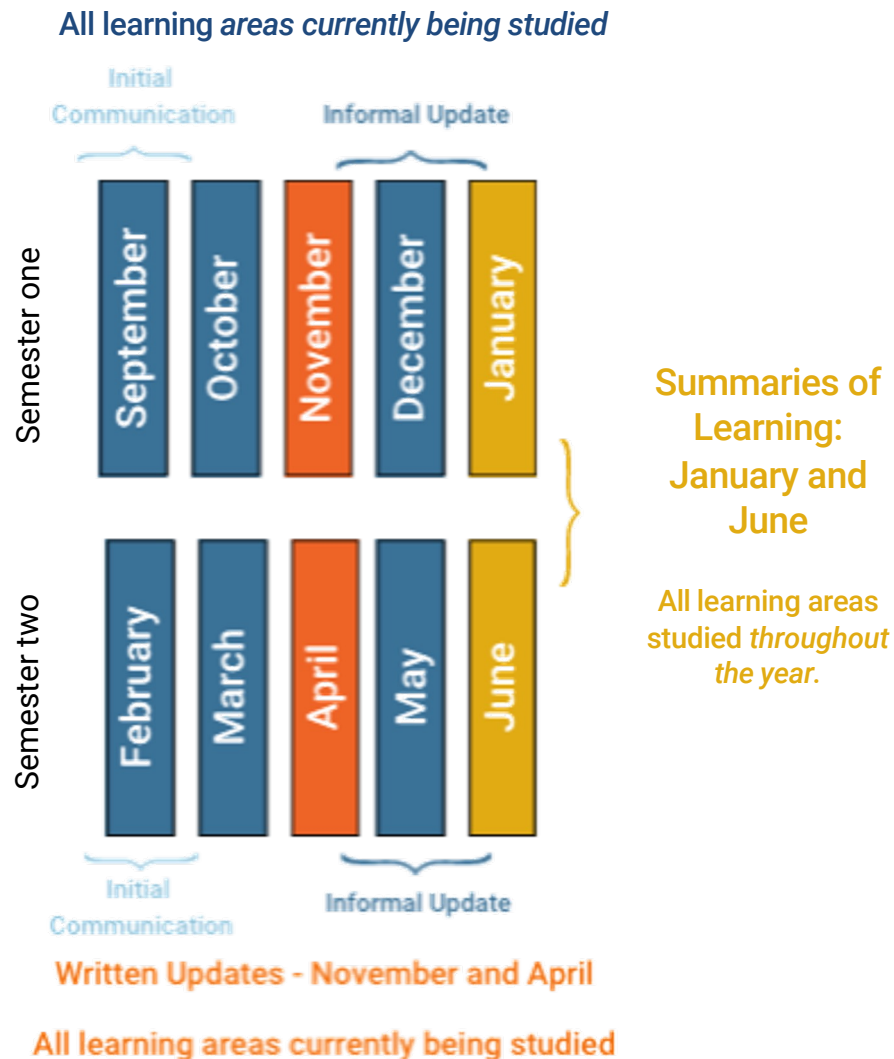 All learning areas currently being studied
Initial
Communication
Informal Update
Semester one
September
October
November
December
January
Summaries of
Learning:
January and
June
All learning areas
studied throughout
the year.
Semester two
February
March
April
May
June
Initial
Communication
Informal Update
Written Updates - November and April
All learning areas currently being studied